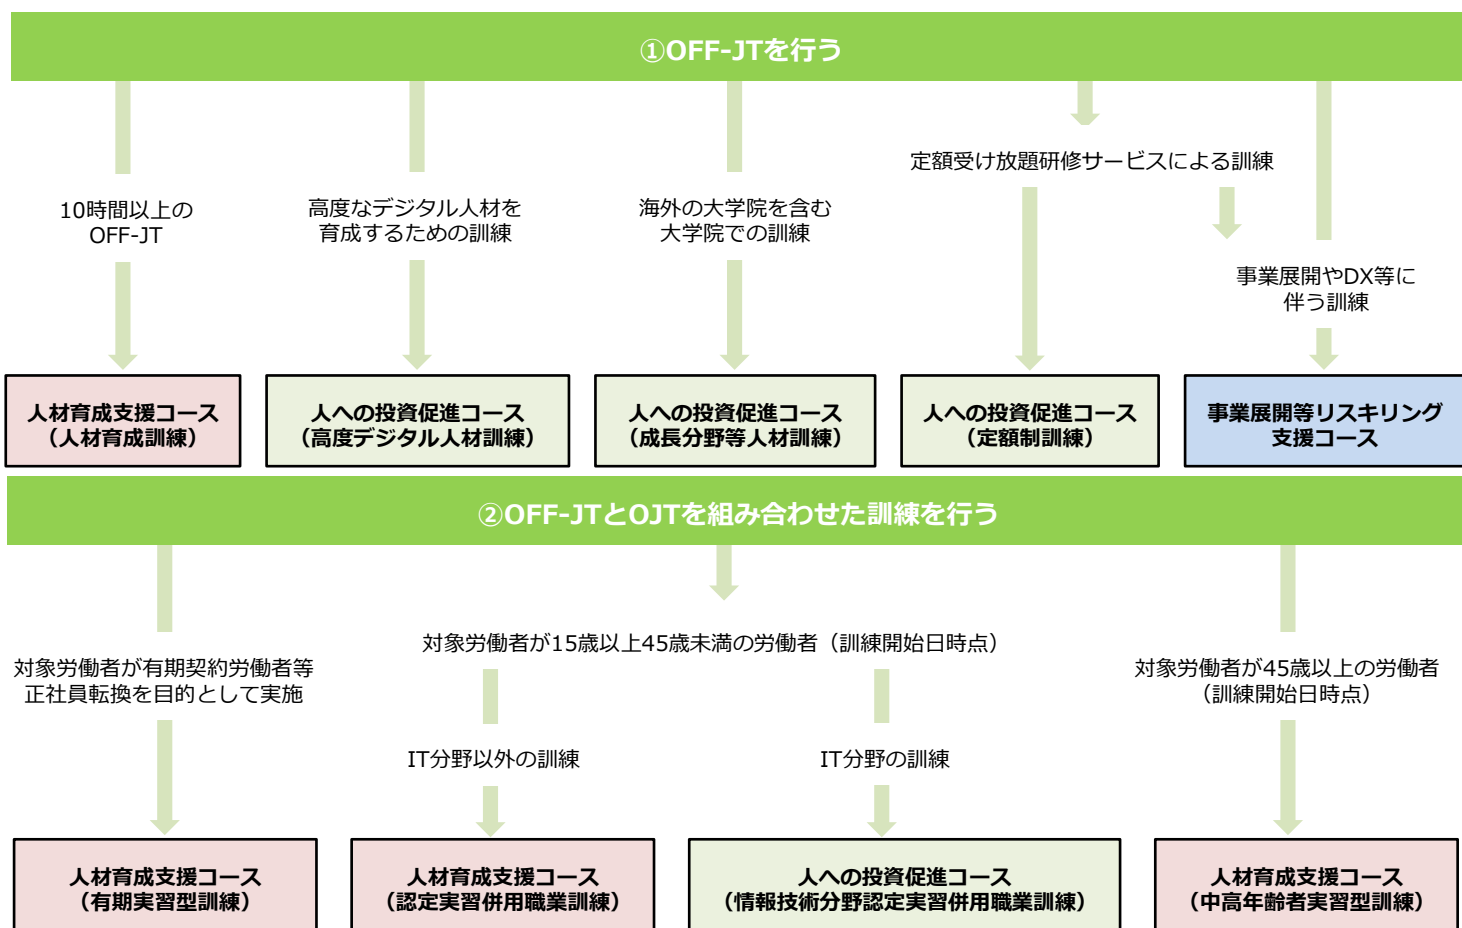 ①OFF-JTを行う
定額受け放題研修サービスによる訓練
10時間以上の
OFF-JT
高度なデジタル人材を
育成するための訓練
海外の大学院を含む
大学院での訓練
事業展開やDX等に
伴う訓練
人材育成支援コース
（人材育成訓練）
人への投資促進コース
（高度デジタル人材訓練）
人への投資促進コース
（成長分野等人材訓練）
人への投資促進コース
（定額制訓練）
事業展開等リスキリング
支援コース
②OFF-JTとOJTを組み合わせた訓練を行う
対象労働者が有期契約労働者等
正社員転換を目的として実施
対象労働者が15歳以上45歳未満の労働者（訓練開始日時点）
対象労働者が45歳以上の労働者
（訓練開始日時点）
IT分野以外の訓練
IT分野の訓練
人材育成支援コース
（有期実習型訓練）
人材育成支援コース
（認定実習併用職業訓練）
人への投資促進コース
（情報技術分野認定実習併用職業訓練）
人材育成支援コース
（中高年齢者実習型訓練）